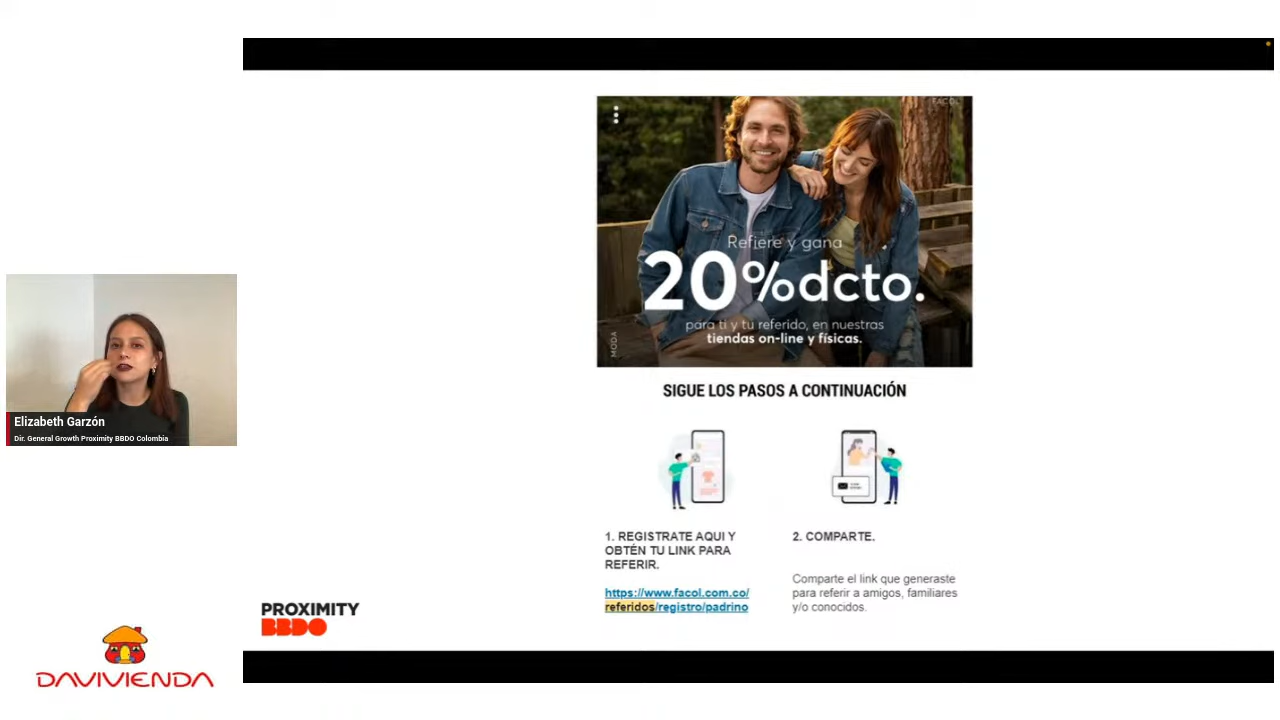 FACOL
Refiere y gana
20%dcto.
para ti y tu referido, en nuestras
tiendas on-line y físicas.
MODA
SIGUE LOS PASOS A CONTINUACIÓN
1. REGISTRATE AQUI Y
OBTÉN TU LINK PARA
REFERIR.
https://www.facol.com.co/
referidos/registro/padrino
2. COMPARTE.
Comparte el link que generaste
para referir a amigos, familiares
y/o conocidos.
Elizabeth Garzón
Dir. General Growth Proximity BBDO Colombia
PROXIMITY
BBDO
DAVIVIENDA